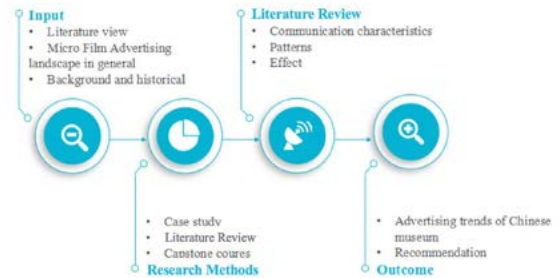 Input
• Literature view
• Micro Film Advertising
landscape in general
• Background and historical
Literature Review
• Communication characteristics
• Patterns
• Effect
• Case study
• Literature Review
• Capstone coures
Research Methods
• Advertising trends of Chinese
museum
• Recommendation
Outcome